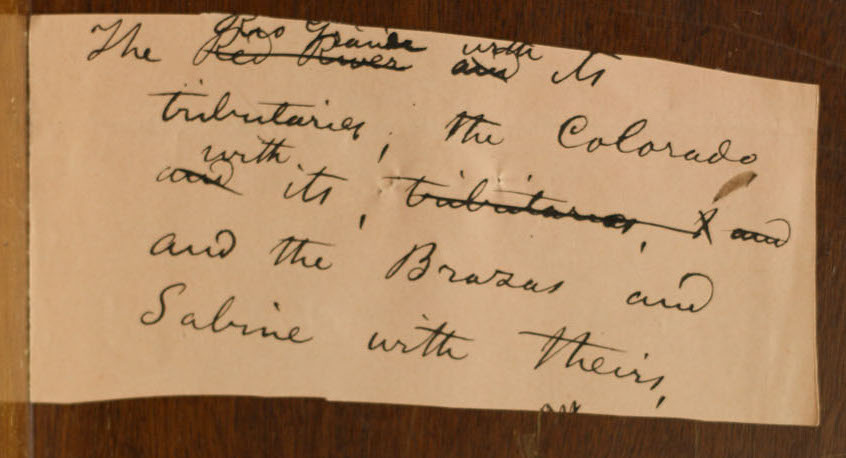 Rio Grande with
The Red River and its
tributaries, the Colorado,
with
and its, tributaries, X and
and the Brazas and
Sabine with theirs,